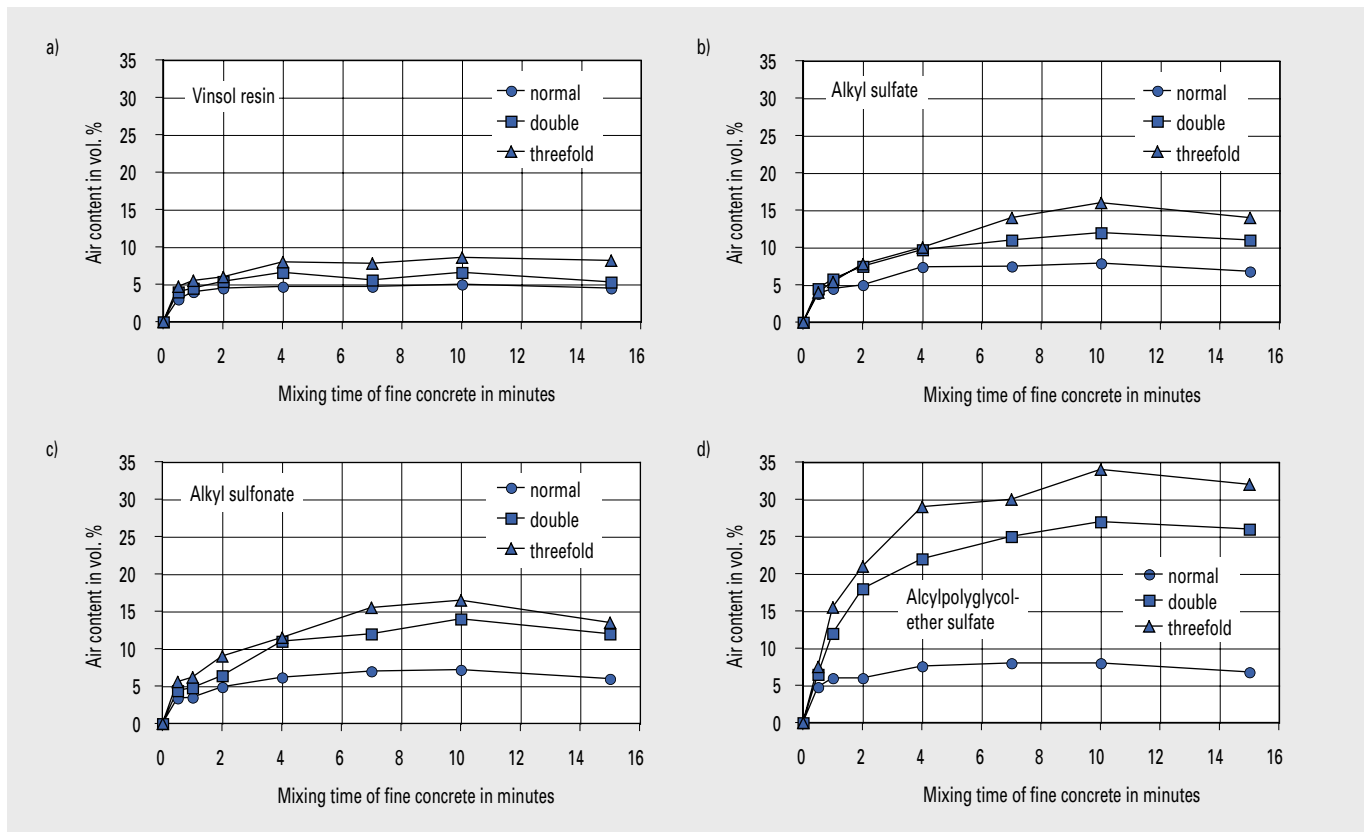 a)
35
30
25
20
15
10
5
0
Air content in vol. %
Vinsol resin
normal
double
threefold
0 2 4 6 8 10 12 14 16
Mixing time of fine concrete in minutes
b)
35
30
25
20
15
10
5
0
Air content in vol. %
Alkyl sulfate
normal
double
threefold
0 2 4 6 8 10 12 14 16
Mixing time of fine concrete in minutes
c)
35
30
25
20
15
10
5
0
Air content in vol. %
Alkyl sulfonate
normal
double
threefold
0 2 4 6 8 10 12 14 16
Mixing time of fine concrete in minutes
d)
35
30
25
20
15
10
5
0
Air content in vol. %
Alcylpolyglycol-
ether sulfate
normal
double
threefold
0 2 4 6 8 10 12 14 16
Mixing time of fine concrete in minutes